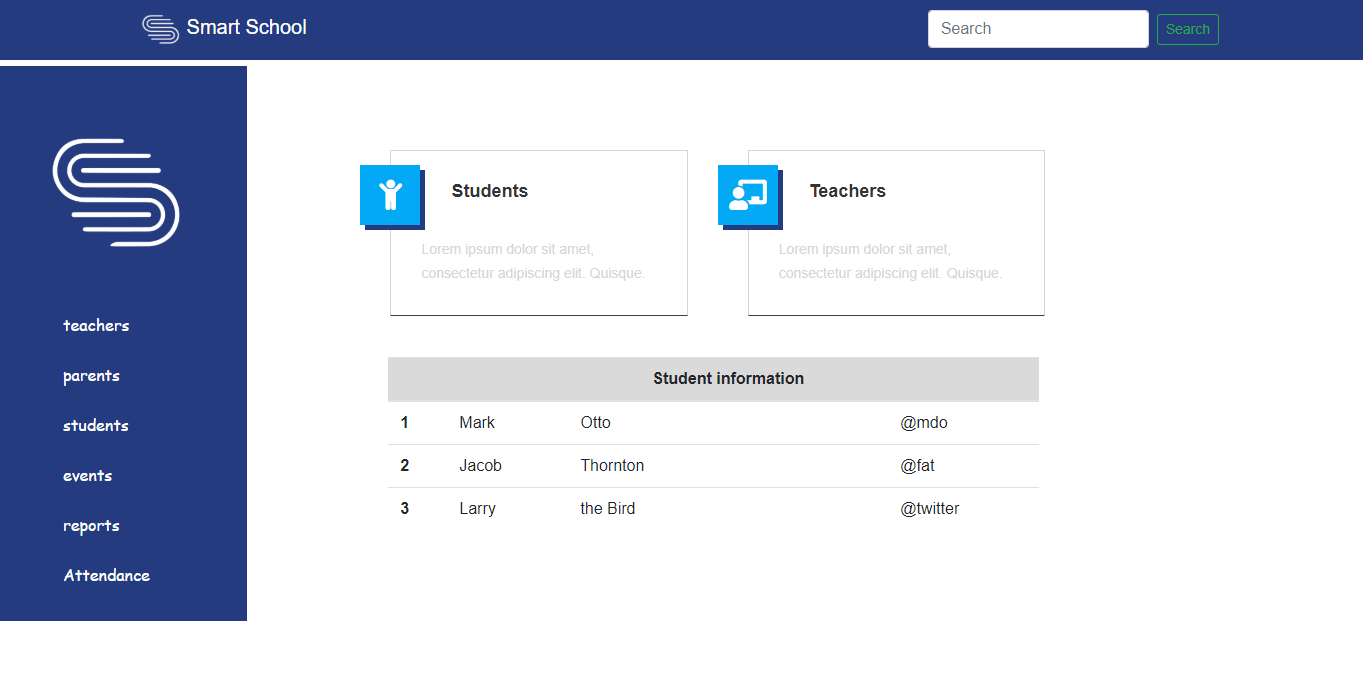 Smart School
Search
Search
teachers
parents
students
events
reports
Attendance
Students
Lorem ipsum dolor sit amet,
consectetur adipiscing elit. Quisque.
Teachers
Lorem ipsum dolor sit amet,
consectetur adipiscing elit. Quisque.
Student information
1 Mark Otto @mdo
2 Jacob Thornton @fat
3 Larry the Bird @twitter